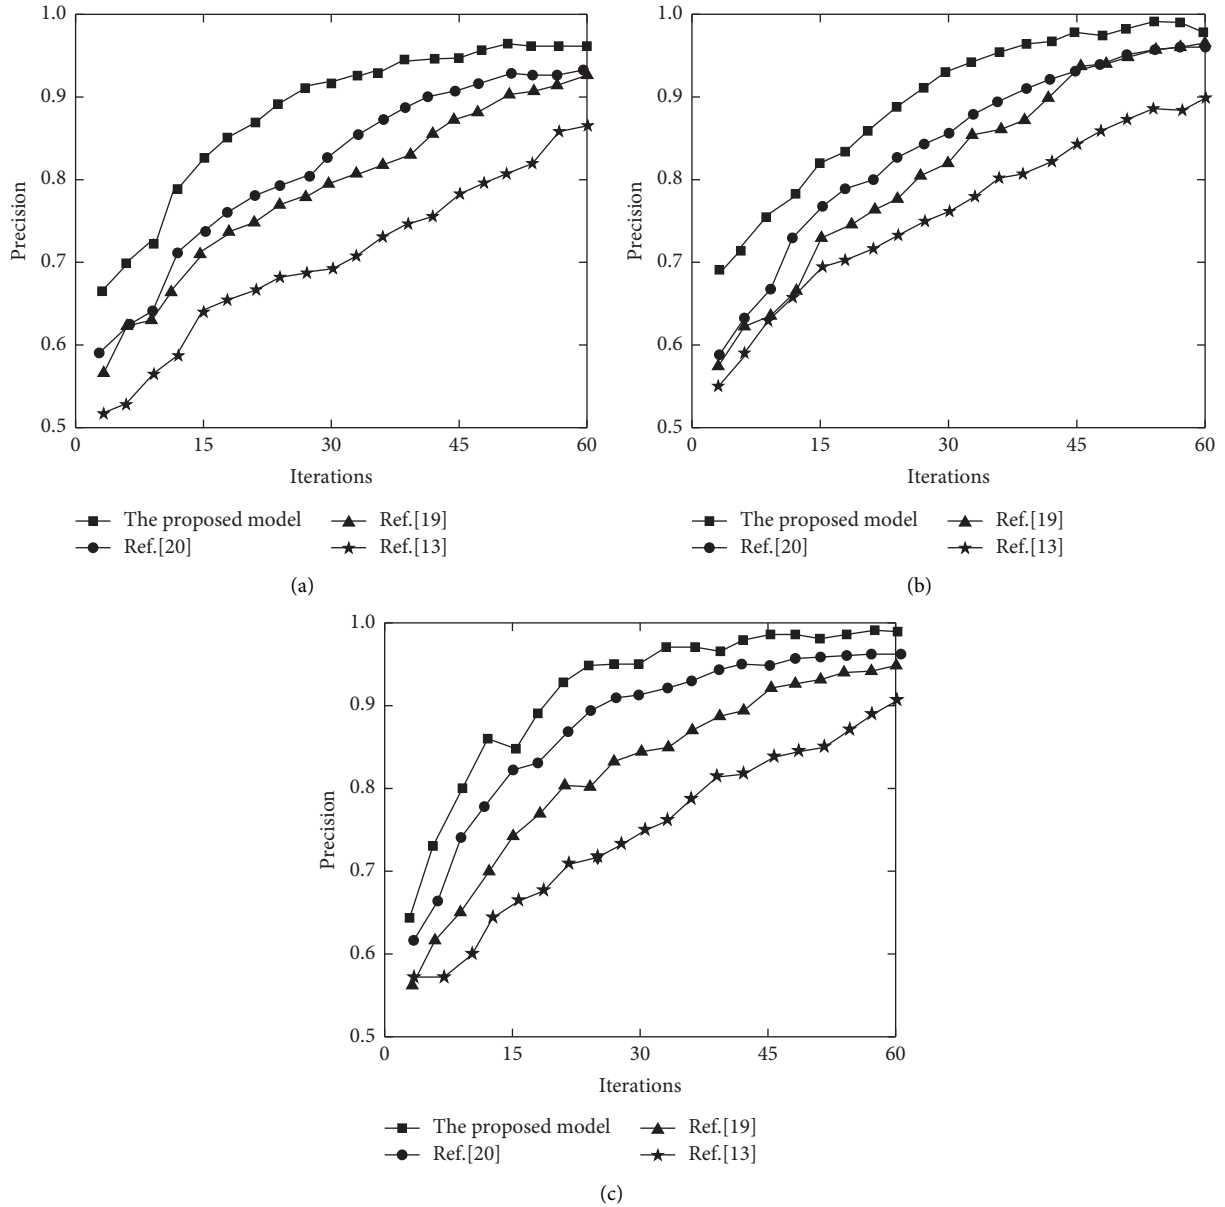 1.0
0.9
0.8
0.7
0.6
0.5
Precision
0 15 30 45 60
Iterations
The proposed model Ref.[19]
Ref.[20] Ref.[13]
(a)
1.0
0.9
0.8
0.7
0.6
0.5
Precision
0 15 30 45 60
Iterations
The proposed model Ref.[19]
Ref.[20] Ref.[13]
(b)
1.0
0.9
0.8
0.7
0.6
0.5
Precision
0 15 30 45 60
Iterations
The proposed model Ref.[19]
Ref.[20] Ref.[13]
(c)